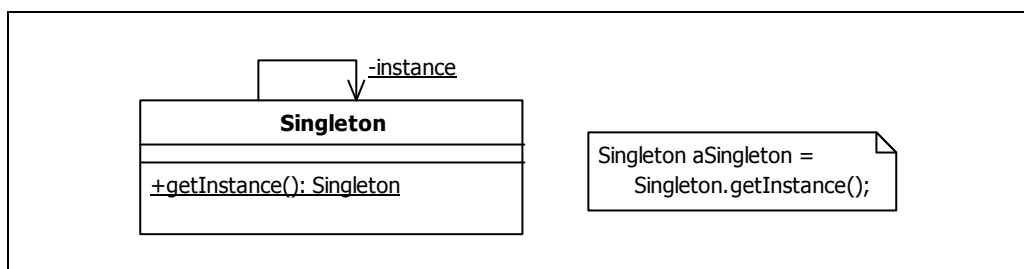 -instance
Singleton
+getInstance(): Singleton
Singleton aSingleton =
Singleton.getInstance();